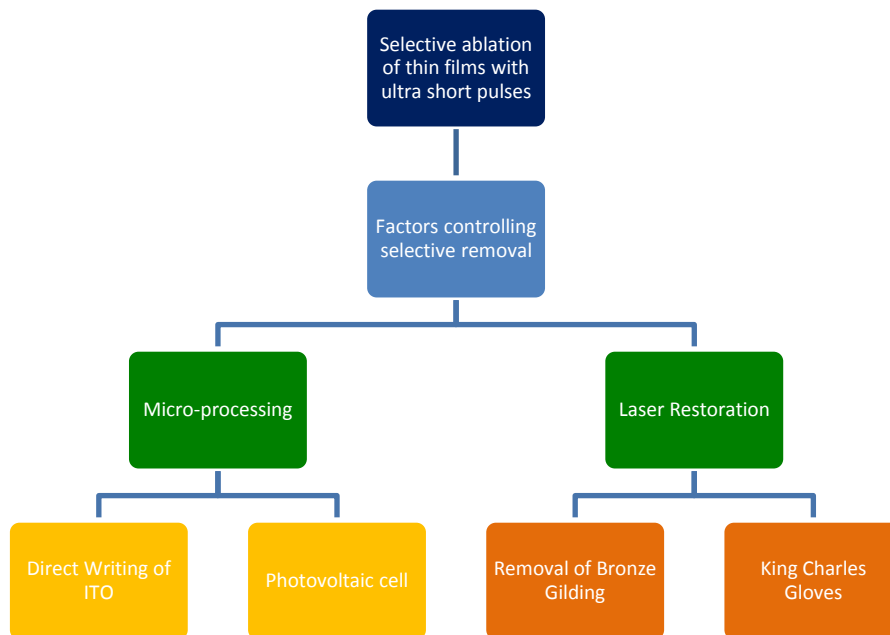 Selective ablation
of thin films with
ultra short pulses
Factors controlling
selective removal
Micro-processing
Laser Restoration
Direct Writing of
ITO
Photovoltaic cell
Removal of Bronze
Gilding
King Charles
Gloves